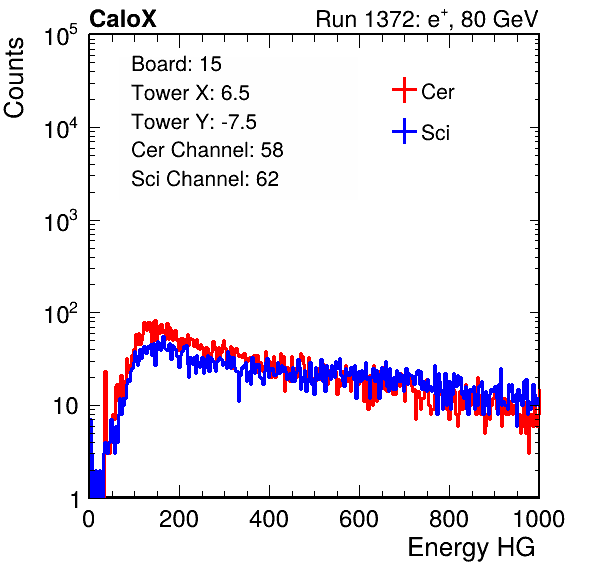 CaloX Run 1372: e+, 80 GeV
Counts
10^5
10^4
10^3
10^2
10
1
Board: 15
Tower X: 6.5
Tower Y: -7.5
Cer Channel: 58
Sci Channel: 62
Cer
Sci
0 200 400 600 800 1000
Energy HG